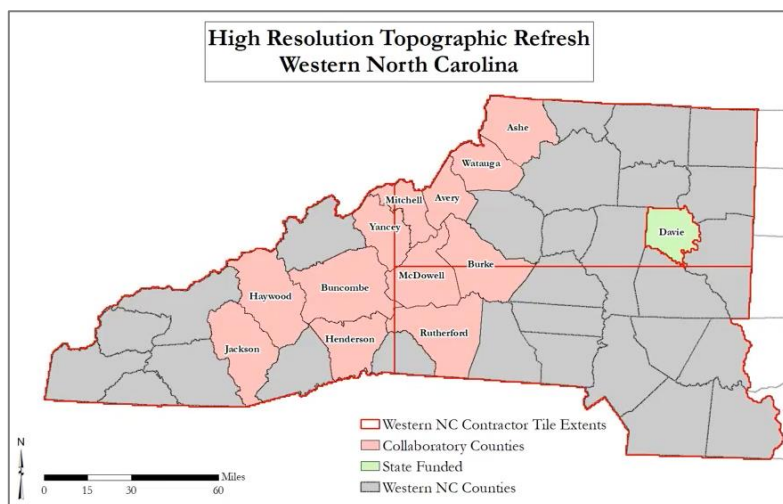 High Resolution Topographic Refresh
Western North Carolina
Ashe
Watauga
Mitchell
Avery
Yancey
Davie
Burke
McDowell
Buncombe
Haywood
Rutherford
Henderson
Jackson
Western NC Contractor Tile Extents
Collaboratory Counties
State Funded
Western NC Counties
N
Miles
0 15 30 60